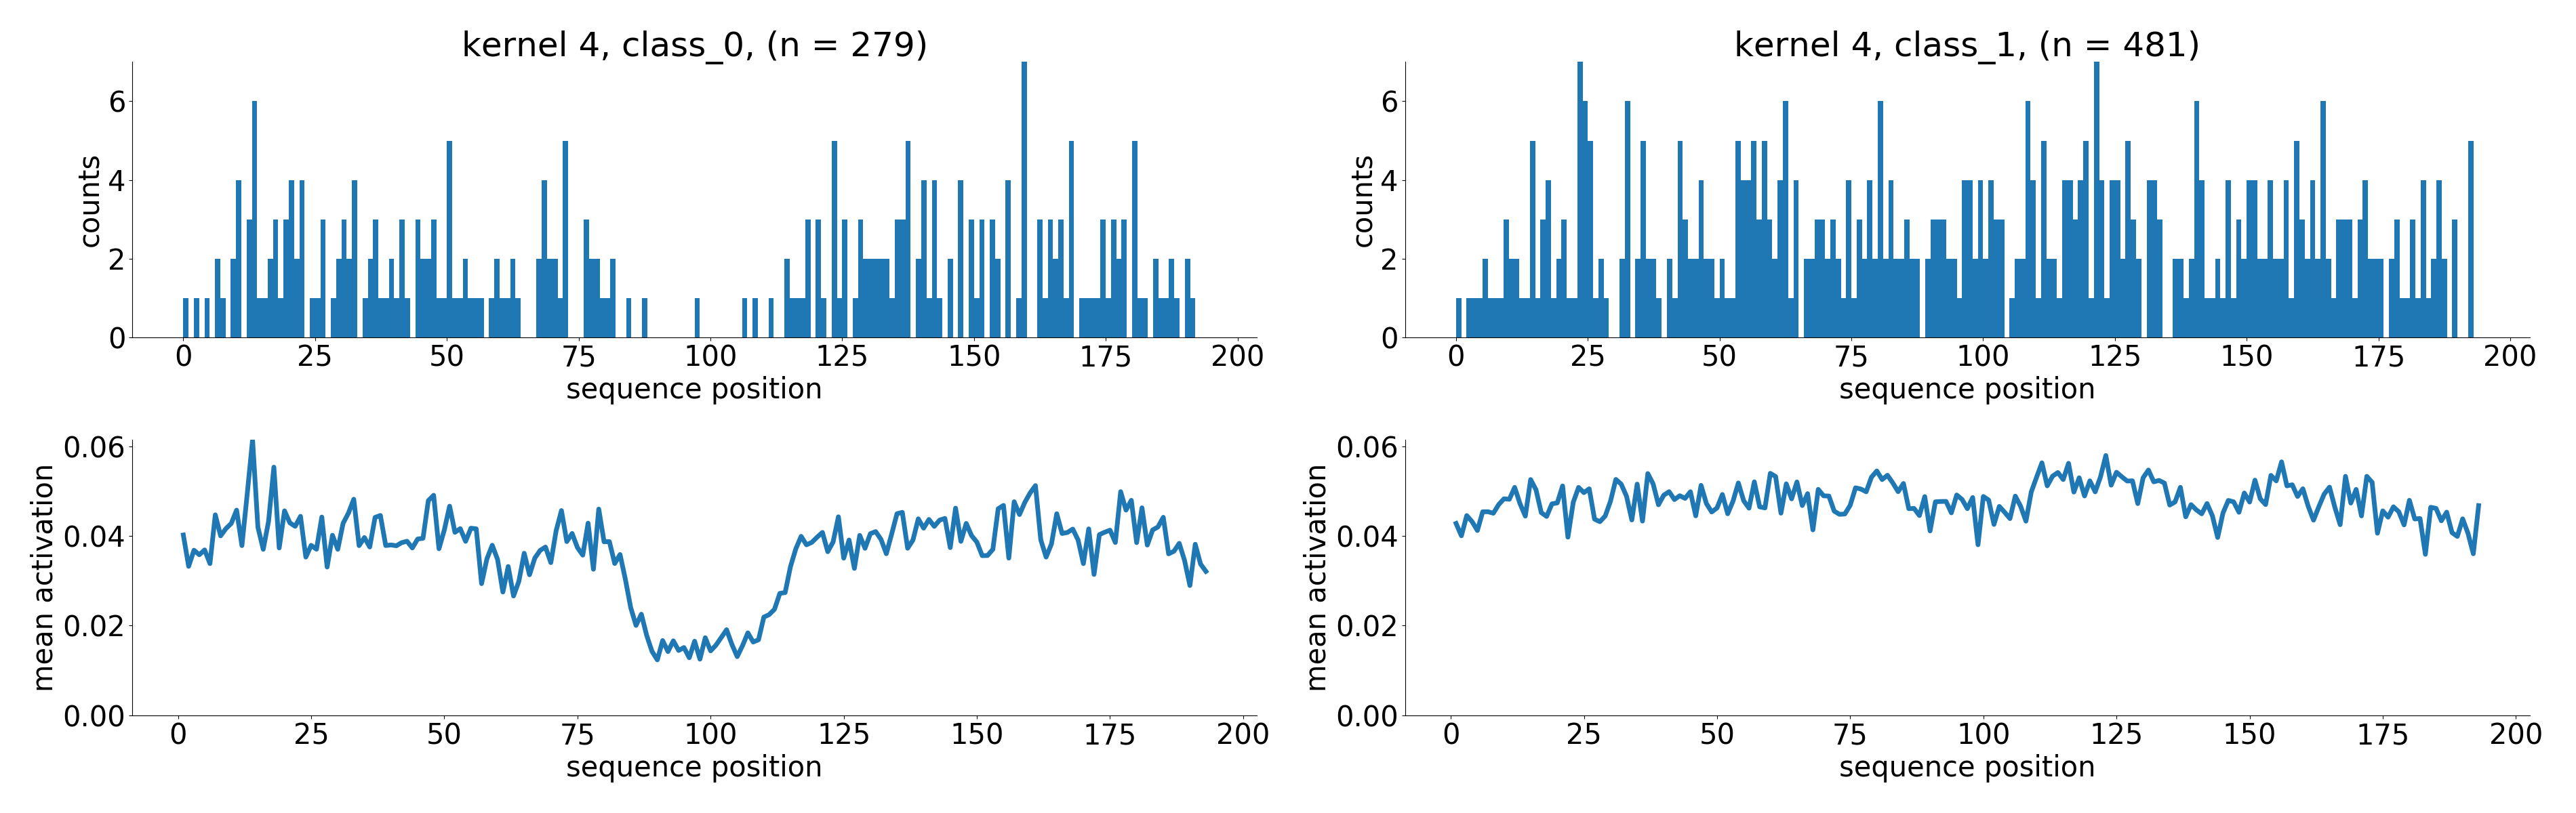 kernel 4, class_0, (n = 279)
counts
6
4
2
0
0 25 50 75 100 125 150 175 200
sequence position
kernel 4, class_1, (n = 481)
counts
6
4
2
0
0 25 50 75 100 125 150 175 200
sequence position
mean activation
0.06
0.04
0.02
0.00
0 25 50 75 100 125 150 175 200
sequence position
mean activation
0.06
0.04
0.02
0.00
0 25 50 75 100 125 150 175 200
sequence position